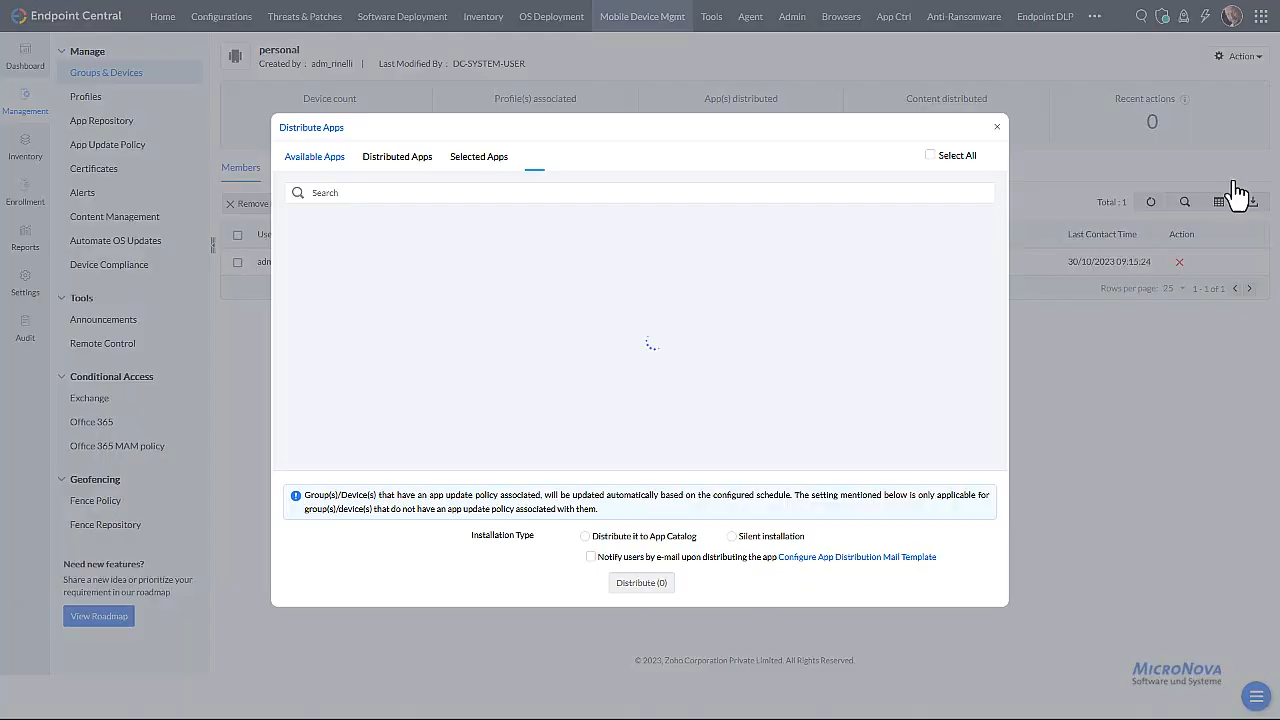 Endpoint Central
Home Configurations Threats & Patches Software Deployment Inventory OS Deployment Mobile Device Mgmt Tools Agent Admin Browsers App Ctrl Anti-Ransomware Endpoint DLP
Dashboard
Management
Inventory
Enrollment
Reports
Settings
Audit
Manage
Groups & Devices
Profiles
App Repository
App Update Policy
Certificates
Alerts
Content Management
Automate OS Updates
Device Compliance
Tools
Announcements
Remote Control
Conditional Access
Exchange
Office 365
Office 365 MAM policy
Geofencing
Fence Policy
Fence Repository
Need new features?
Share a new idea or prioritize your
requirement in our roadmap
View Roadmap
personal
Created by : adm_rinelli | Last Modified By : DC-SYSTEM-USER
Action
Device count Profile(s) associated App(s) distributed Content distributed Recent actions
0
Members
Total : 1
Last Contact Time Action
30/10/2023 09:15:24
Rows per page: 25 1 - 1 of 1
Distribute Apps
Available Apps Distributed Apps Selected Apps Select All
Search
Group(s)/Device(s) that have an app update policy associated, will be updated automatically based on the configured schedule. The setting mentioned below is only applicable for
group(s)/device(s) that do not have an app update policy associated with them.
Installation Type Distribute it to App Catalog Silent installation
Notify users by e-mail upon distributing the app Configure App Distribution Mail Template
Distribute (0)
© 2023, Zoho Corporation Private Limited. All Rights Reserved.
MicroNova
Software und Systeme